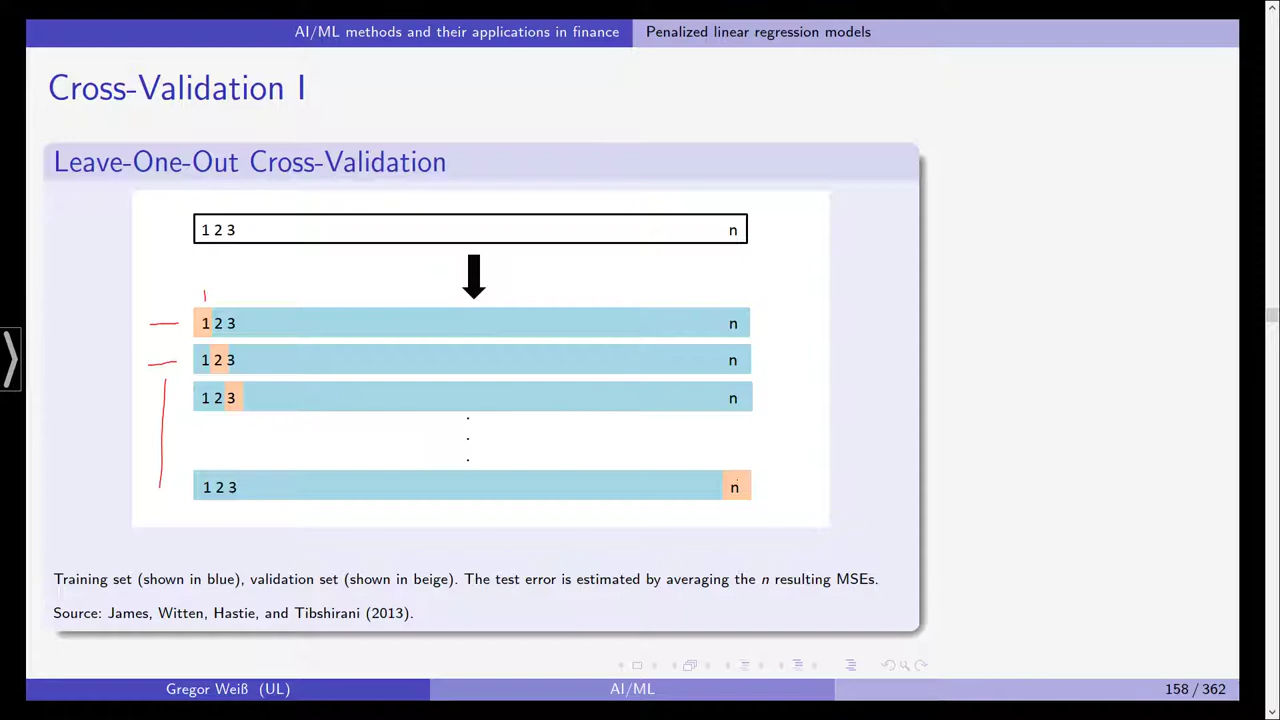 AI/ML methods and their applications in finance Penalized linear regression models
Cross-Validation I
Leave-One-Out Cross-Validation
1 2 3 n
1 2 3 n
1 2 3 n
1 2 3 n
1 2 3 n
Training set (shown in blue), validation set (shown in beige). The test error is estimated by averaging the n resulting MSEs.
Source: James, Witten, Hastie, and Tibshirani (2013).
Gregor Weiß (UL) AI/ML 158 / 362